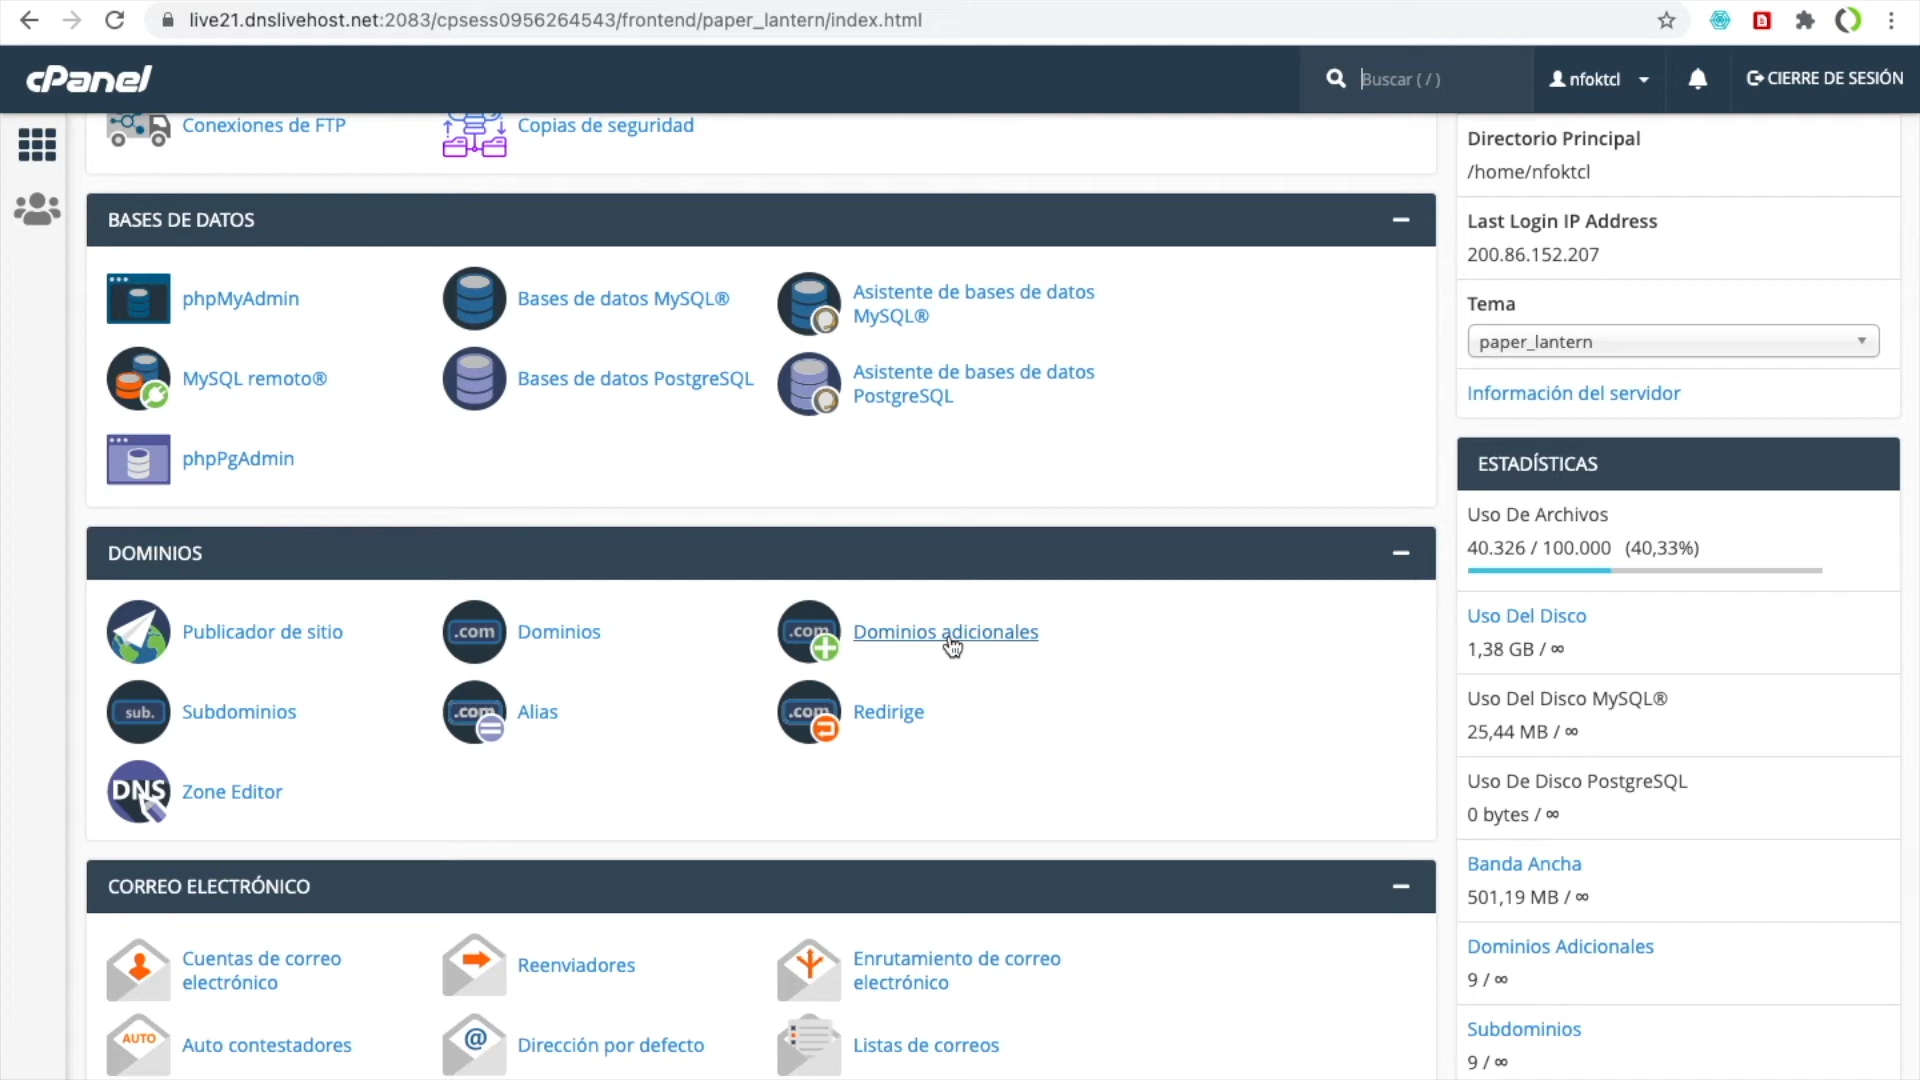 live21.dnslivehost.net:2083/cpsess0956264543/frontend/paper_lantern/index.html
cPanel
Buscar ( / )
nfoktcl
CIERRE DE SESIÓN
Conexiones de FTP
Copias de seguridad
BASES DE DATOS
phpMyAdmin
Bases de datos MySQL®
Asistente de bases de datos
MySQL®
MySQL remoto®
Bases de datos PostgreSQL
Asistente de bases de datos
PostgreSQL
phpPgAdmin
DOMINIOS
Publicador de sitio
.com
Dominios
.com
Dominios adicionales
sub.
Subdominios
.com
Alias
.com
Redirige
DNS
Zone Editor
CORREO ELECTRÓNICO
Cuentas de correo
electrónico
Reenviadores
Enrutamiento de correo
electrónico
AUTO
Auto contestadores
@
Dirección por defecto
Listas de correos
Directorio Principal
/home/nfoktcl
Last Login IP Address
200.86.152.207
Tema
paper_lantern
Información del servidor
ESTADÍSTICAS
Uso De Archivos
40.326 / 100.000 (40,33%)
Uso Del Disco
1,38 GB / ∞
Uso Del Disco MySQL®
25,44 MB / ∞
Uso De Disco PostgreSQL
0 bytes / ∞
Banda Ancha
501,19 MB / ∞
Dominios Adicionales
9 / ∞
Subdominios
9 / ∞